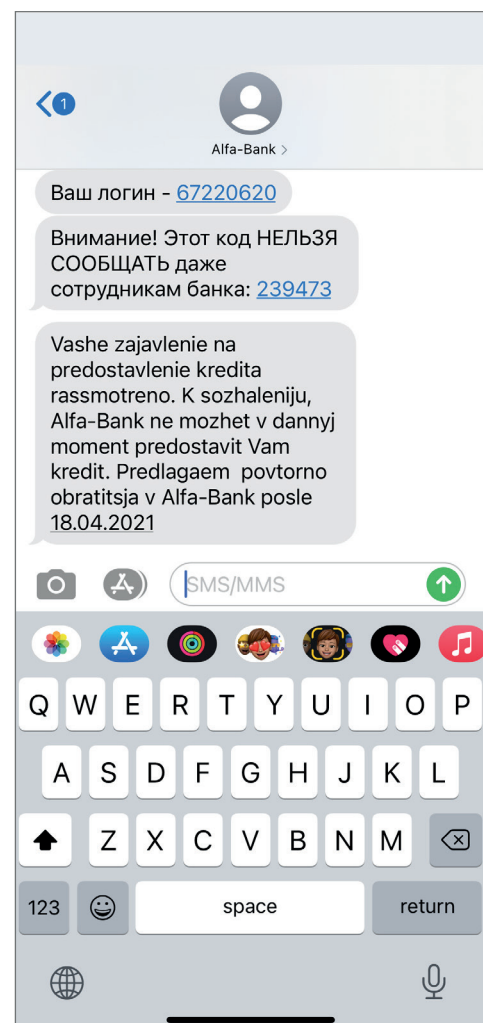 1
Alfa-Bank >
Ваш логин - 67220620
Внимание! Этот код НЕЛЬЗЯ
СООБЩАТЬ даже
сотрудникам банка: 239473
Vashe zajavlenie na
predostavlenie kredita
rassmotreno. K sozhaleniju,
Alfa-Bank ne mozhet v dannyj
moment predostavit Vam
kredit. Predlagaem  povtorno
obratitsja v Alfa-Bank posle
18.04.2021
SMS/MMS
Q W E R T Y U I O P
A S D F G H J K L
Z X C V B N M
123 space return